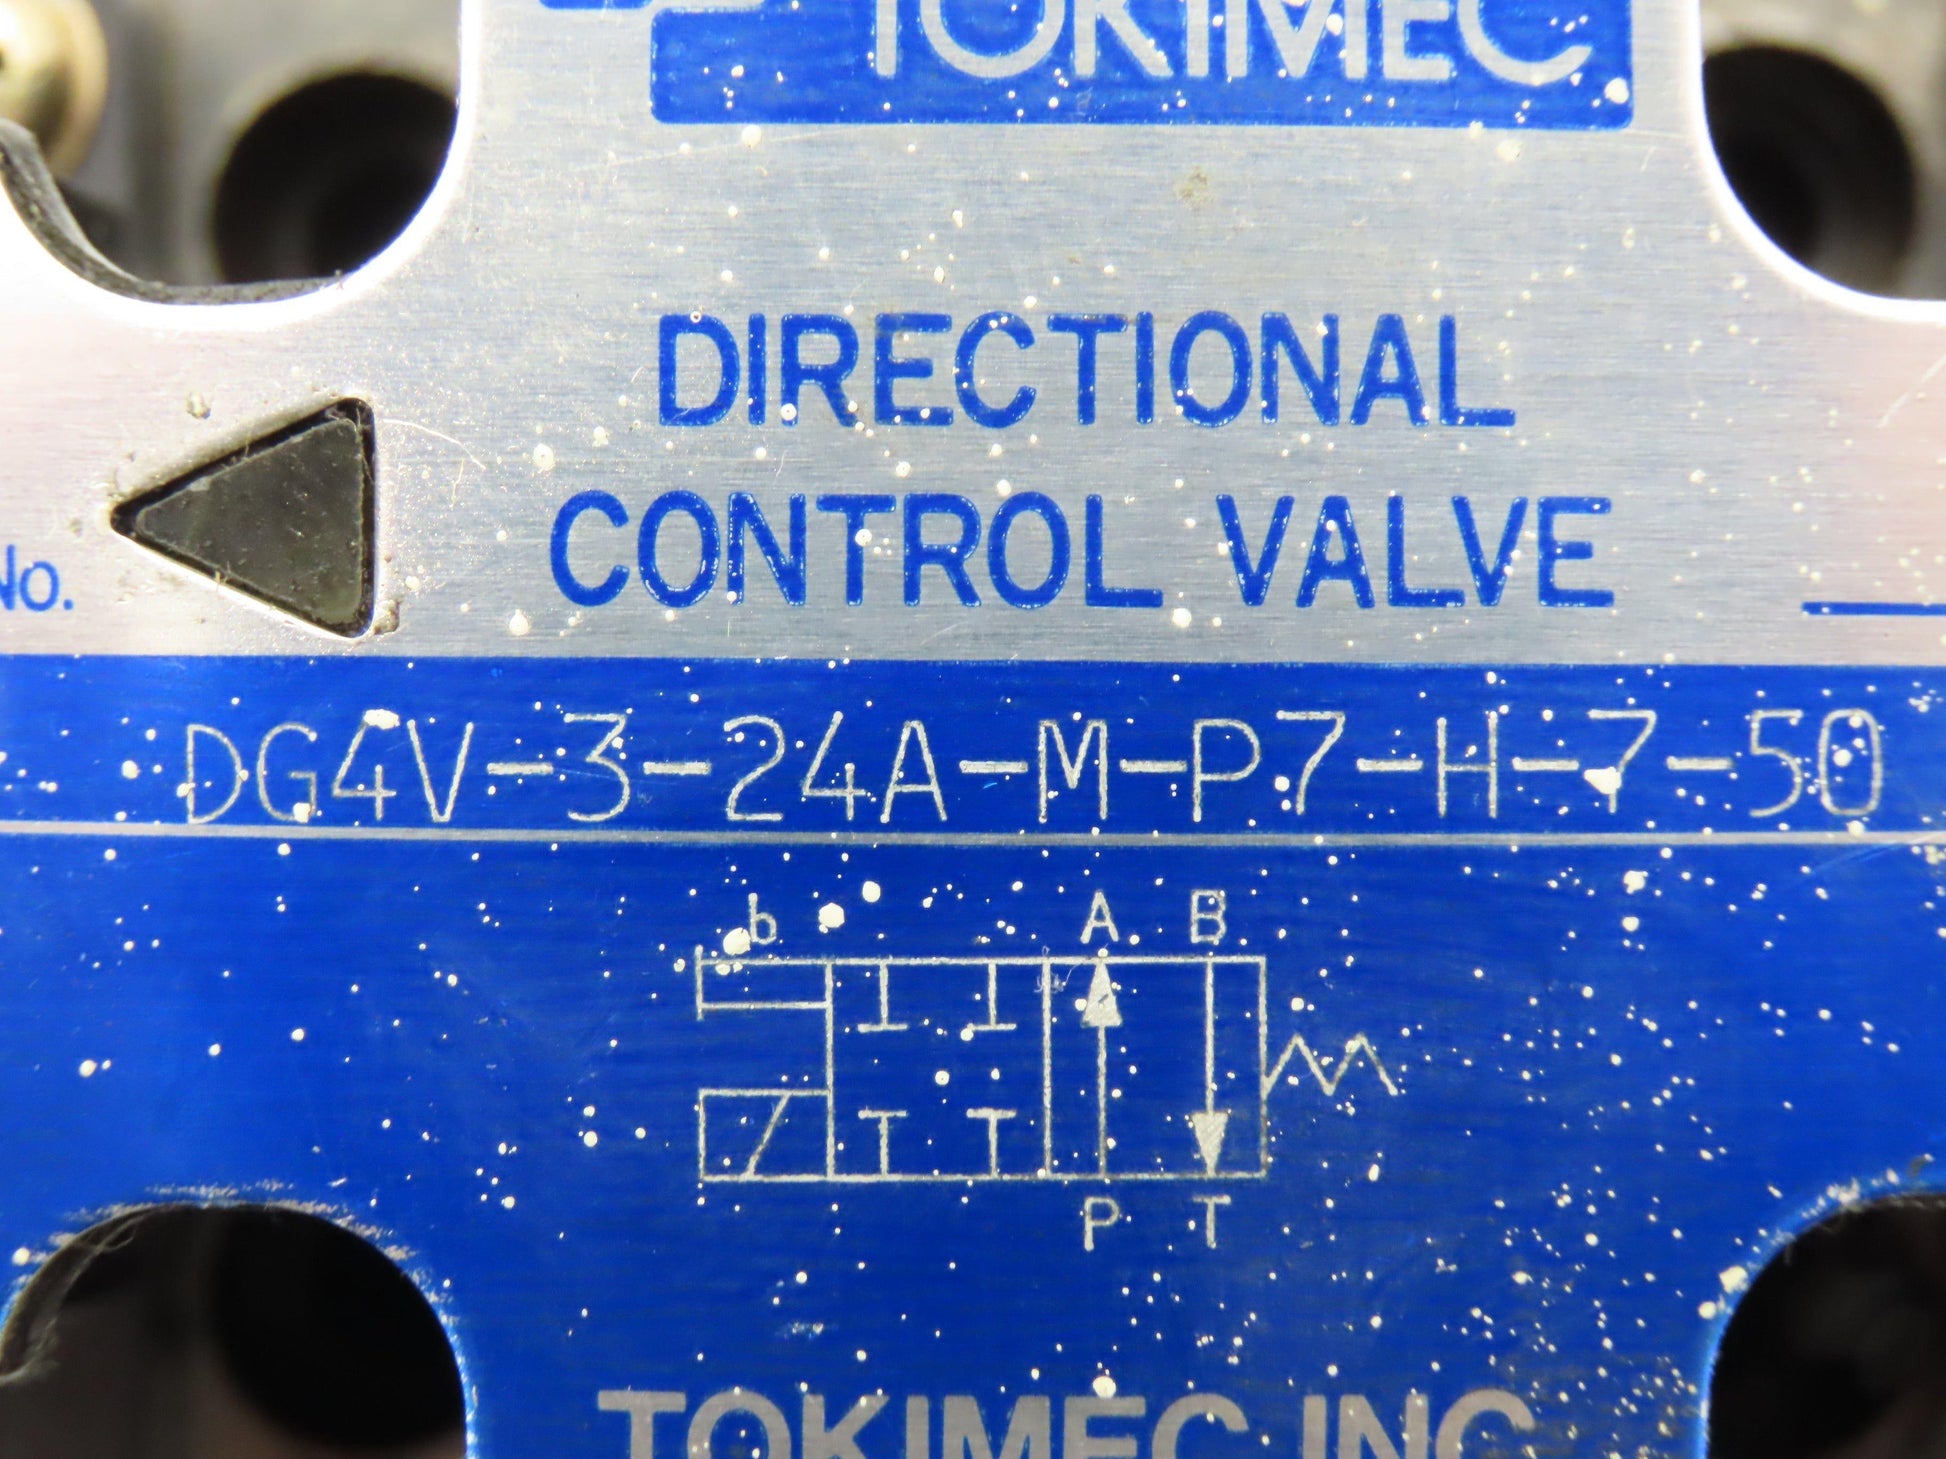 TOKIMEC
DIRECTIONAL
CONTROL VALVE
No.
DG4V-3-24A-M-P7-H-7-50
b A B
P T
TOKIMEC INC